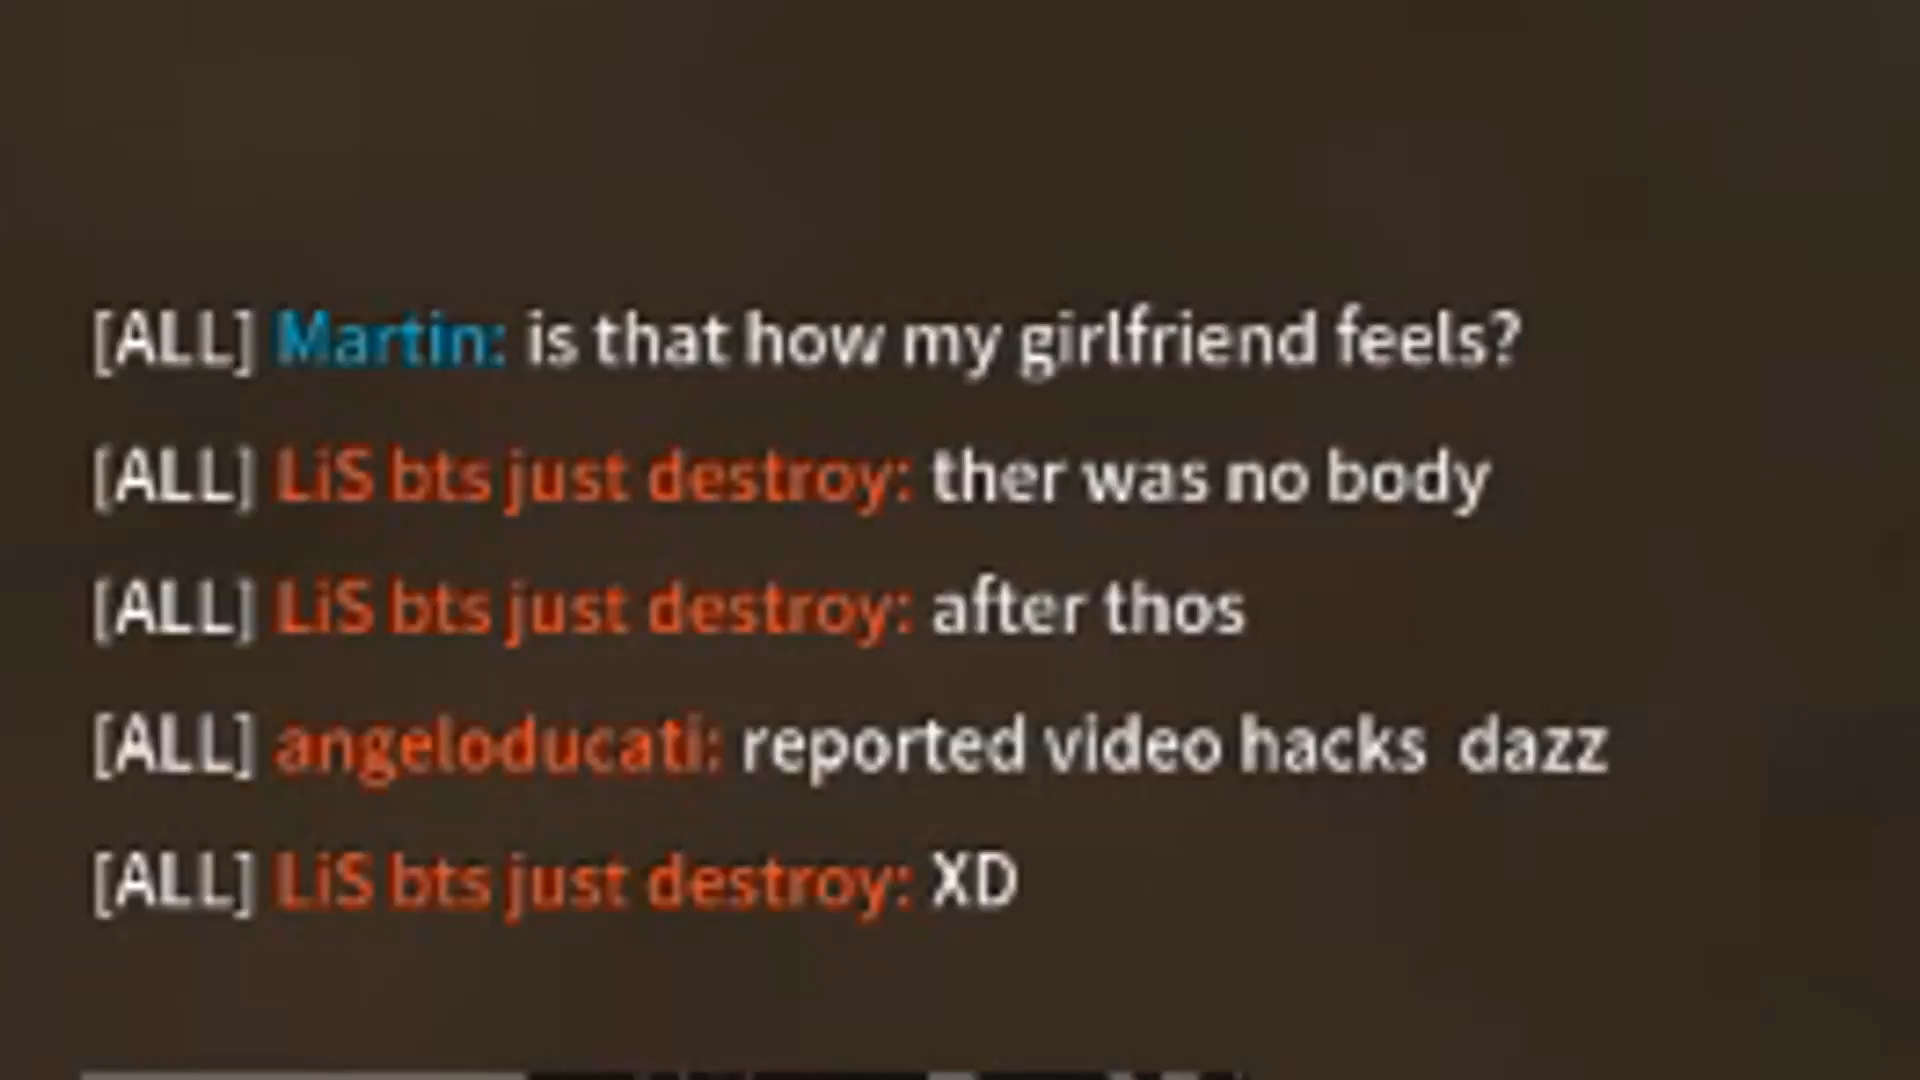 [ALL] Martin: is that how my girlfriend feels?
[ALL] LiS bts just destroy: ther was no body
[ALL] LiS bts just destroy: after thos
[ALL] angeloducati: reported video hacks  dazz
[ALL] LiS bts just destroy: XD